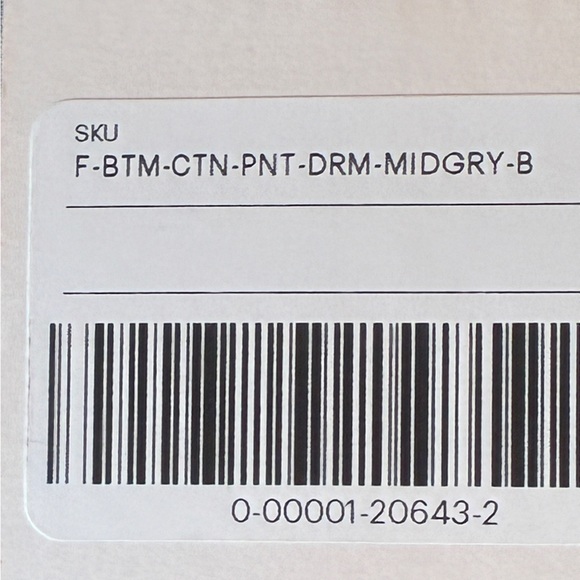 SKU
F-BTM-CTN-PNT-DRM-MIDGRY-B
0-00001-20643-2